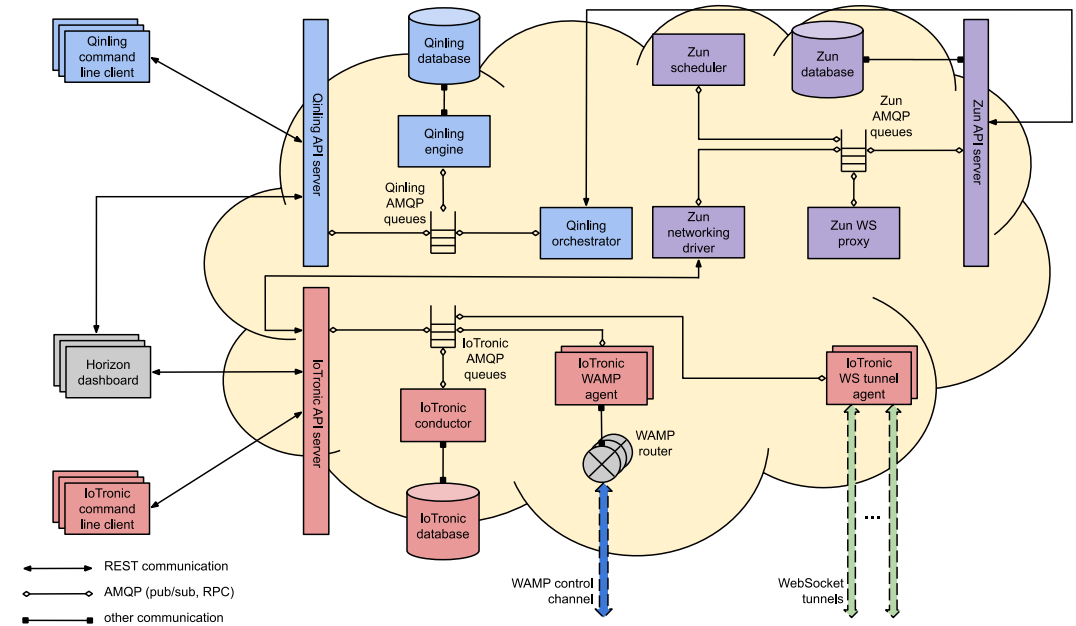 Qinling
command
line client
Qinling API server
Qinling
database
Qinling
engine
Qinling
AMQP
queues
Qinling
orchestrator
Zun
scheduler
Zun
database
Zun
AMQP
queues
Zun API server
Zun
networking
driver
Zun WS
proxy
Horizon
dashboard
IoTronic API server
IoTronic
AMQP
queues
IoTronic
conductor
IoTronic
database
IoTronic
WAMP
agent
WAMP
router
IoTronic
WS tunnel
agent
...
IoTronic
command
line client
WAMP control
channel
WebSocket
tunnels
REST communication
AMQP (pub/sub, RPC)
other communication